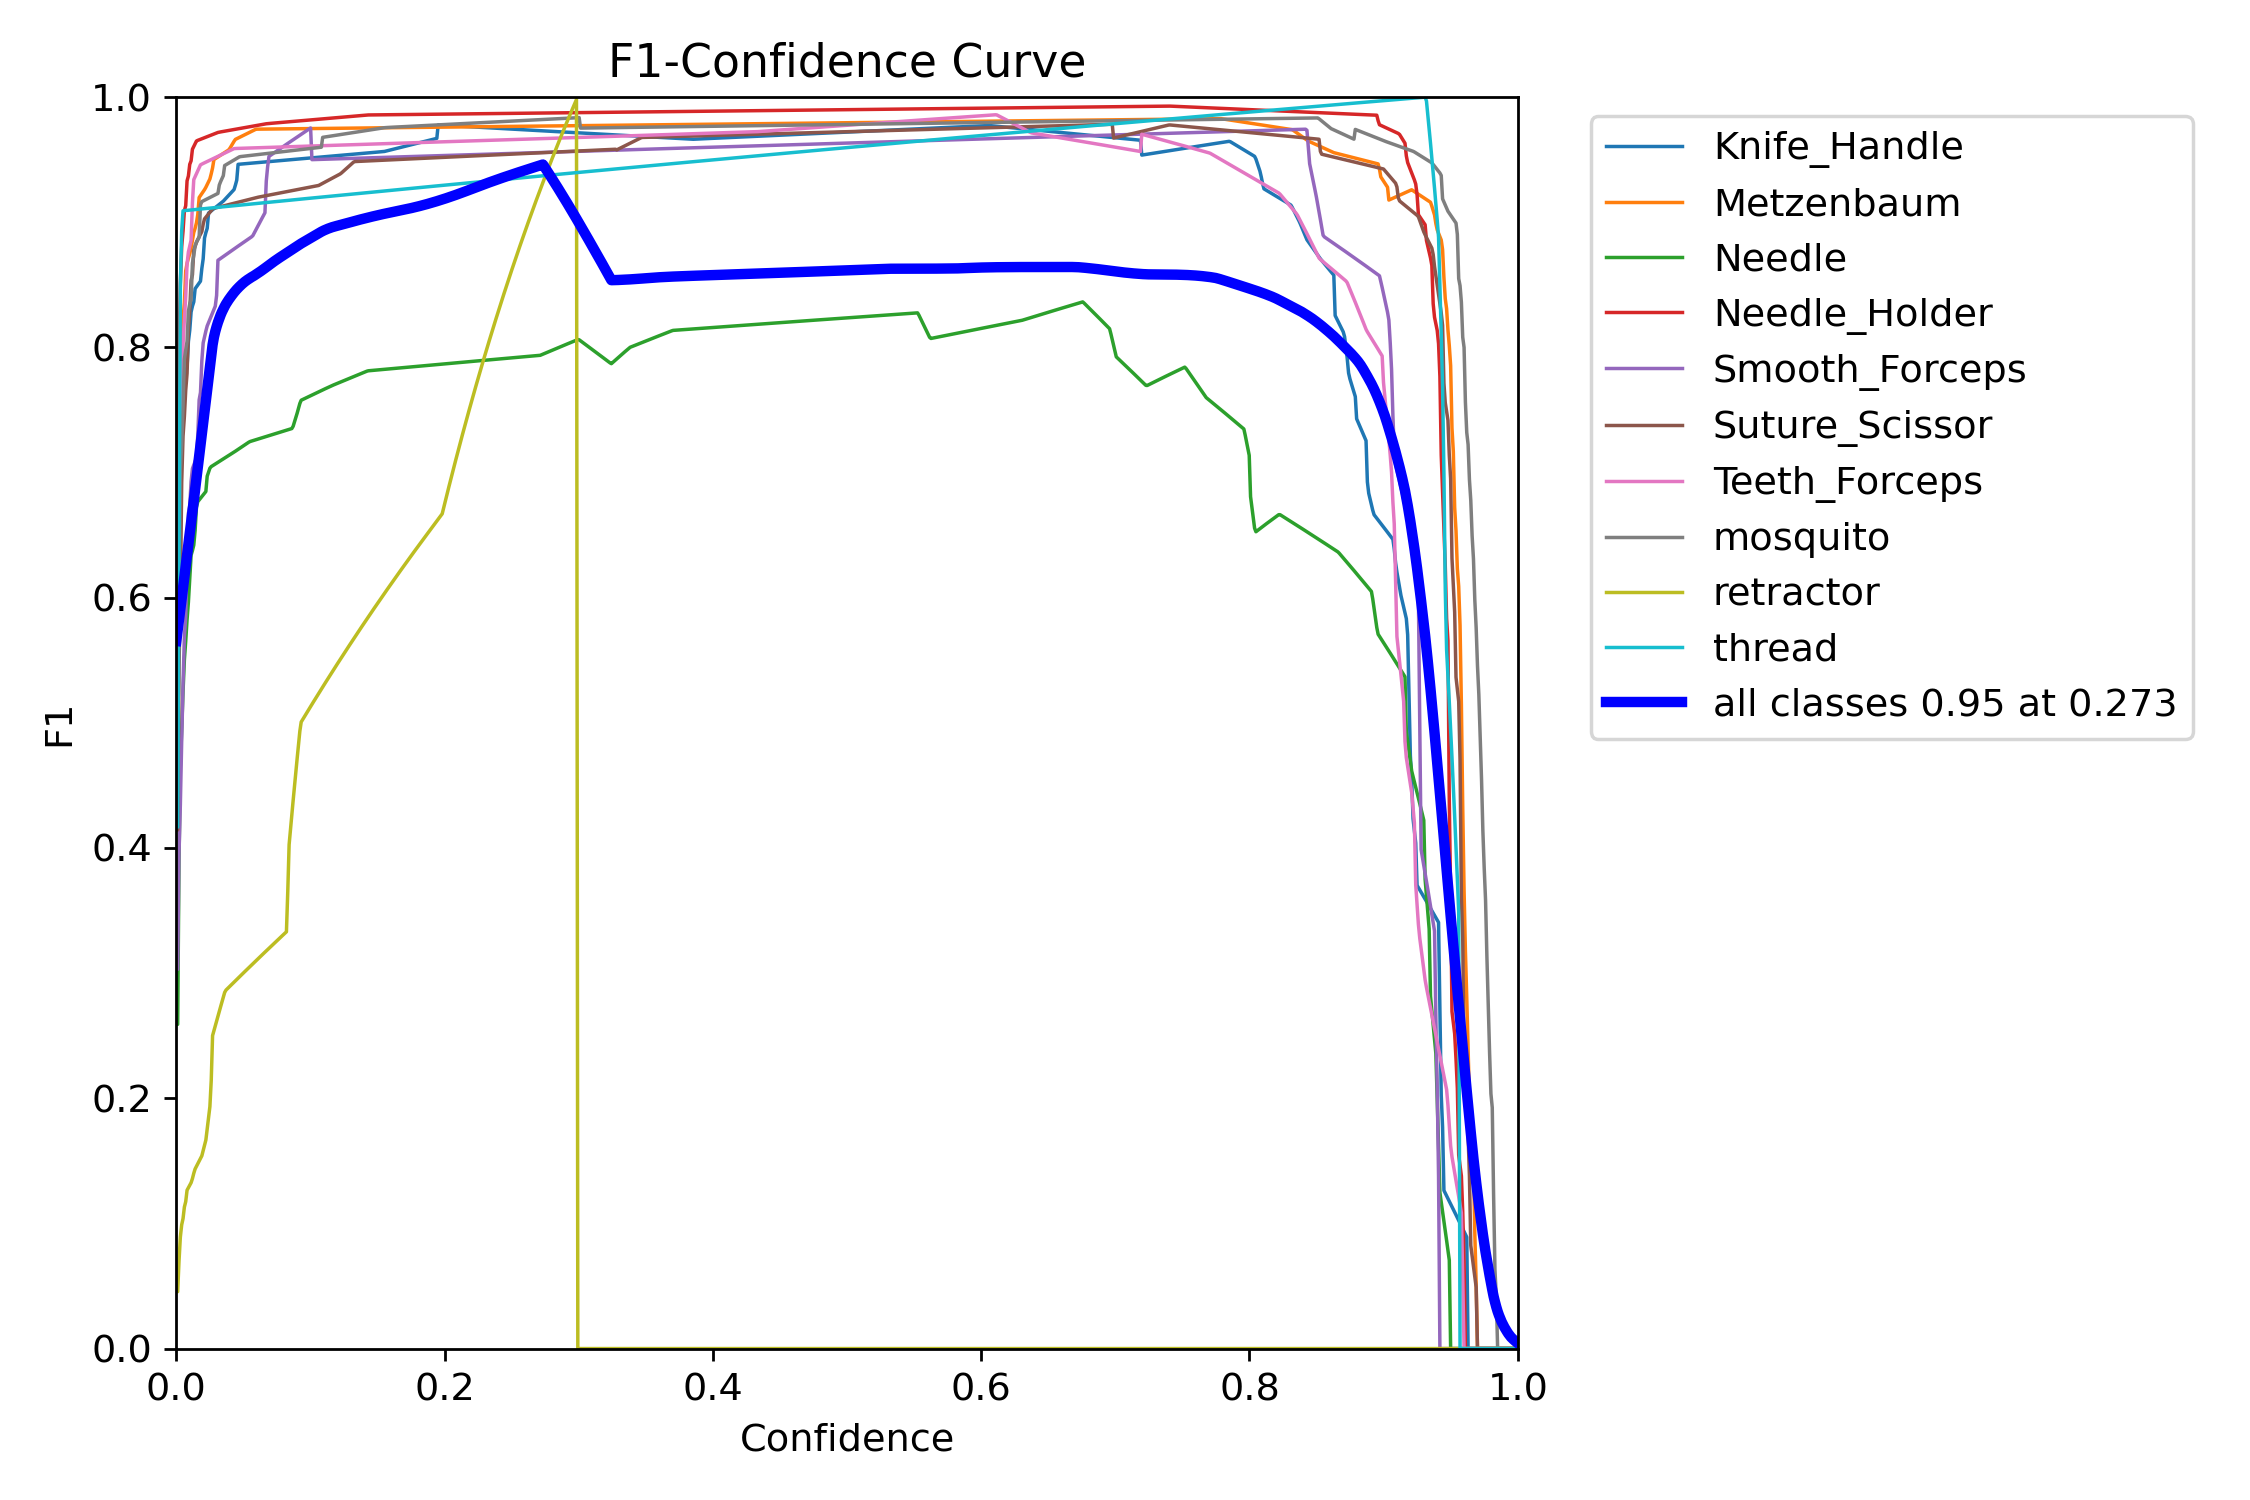 F1-Confidence Curve
1.0
0.8
0.6
0.4
0.2
0.0
F1
0.0 0.2 0.4 0.6 0.8 1.0
Confidence
Knife_Handle
Metzenbaum
Needle
Needle_Holder
Smooth_Forceps
Suture_Scissor
Teeth_Forceps
mosquito
retractor
thread
all classes 0.95 at 0.273